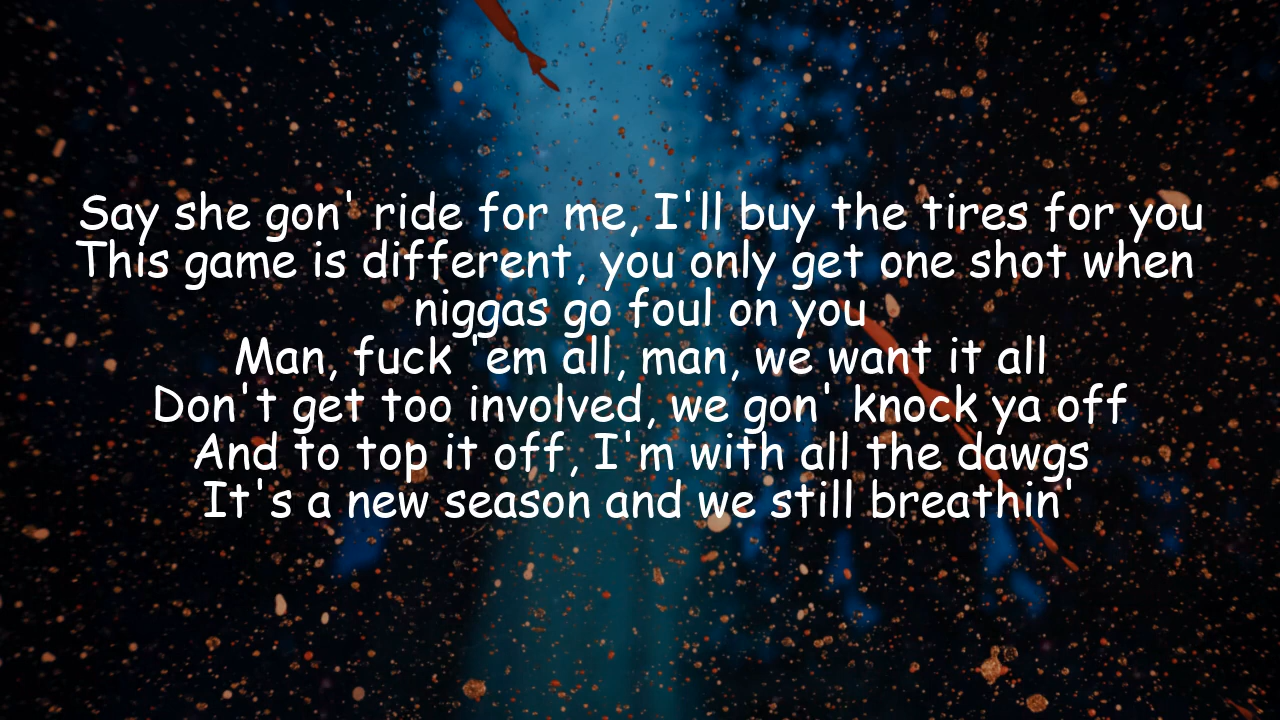 Say she gon' ride for me, I'll buy the tires for you
This game is different, you only get one shot when
niggas go foul on you
Man, fuck 'em all, man, we want it all
Don't get too involved, we gon' knock ya off
And to top it off, I'm with all the dawgs
It's a new season and we still breathin'